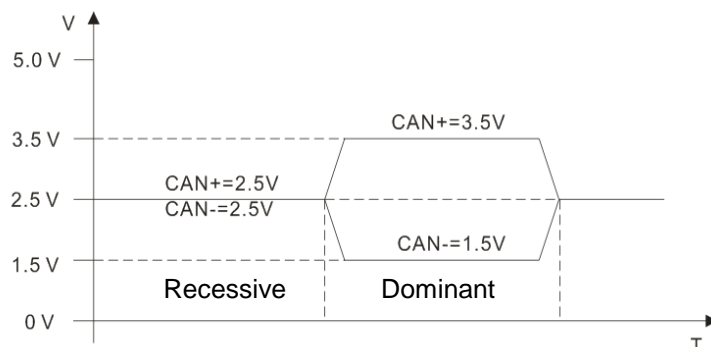 V
5.0 V
3.5 V
CAN+=3.5V
CAN+=2.5V
2.5 V
CAN-=2.5V
CAN-=1.5V
1.5 V
Recessive Dominant
0 V
T